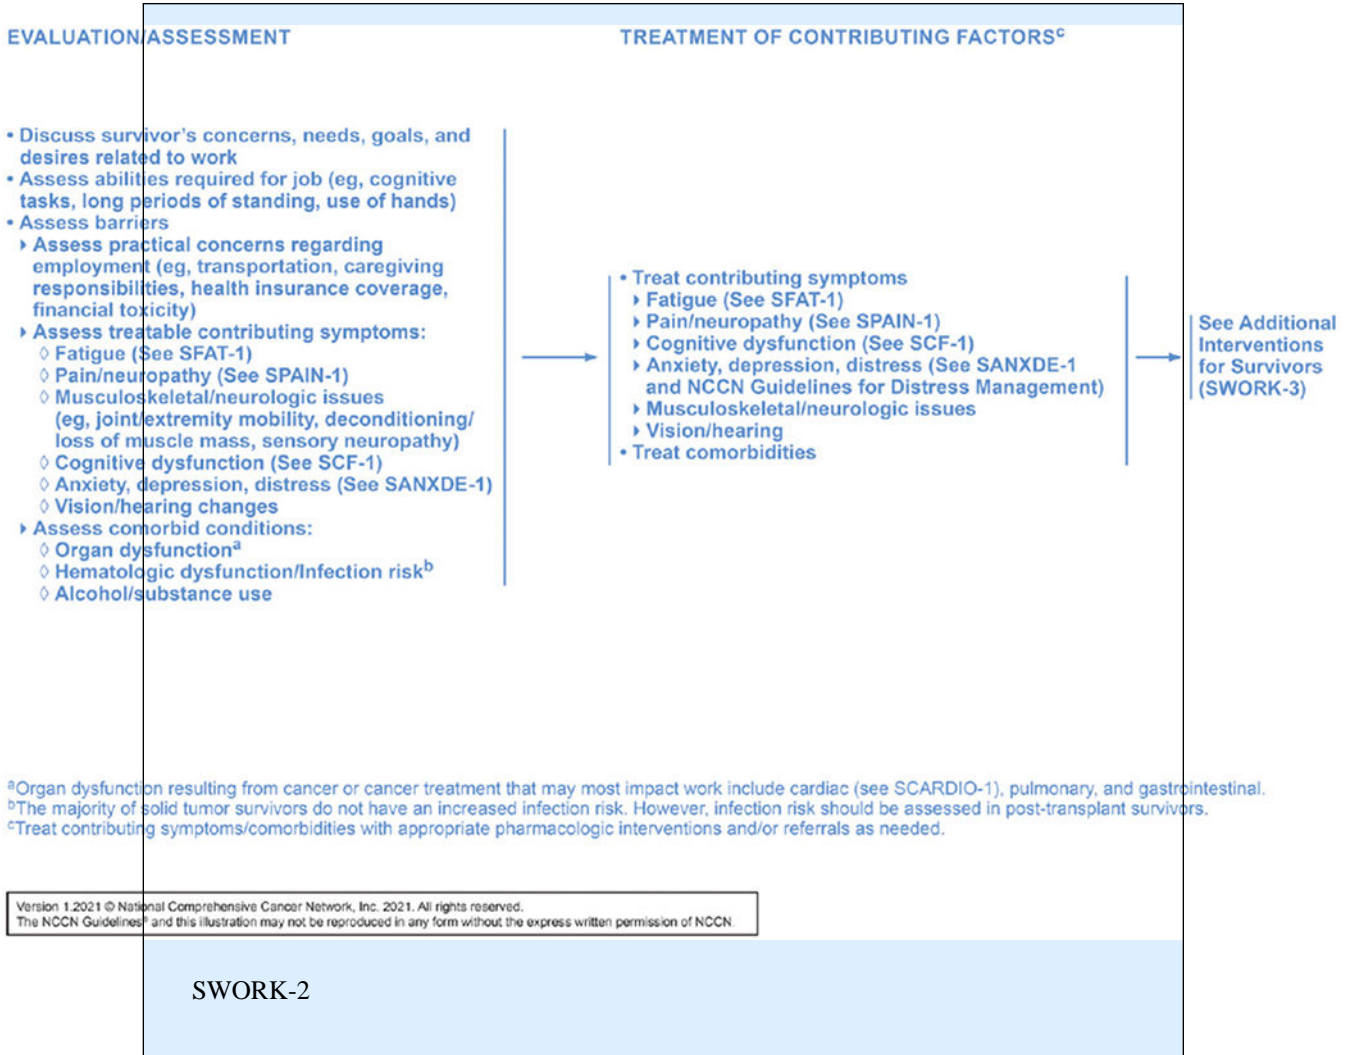 EVALUATION/ASSESSMENT
• Discuss survivor's concerns, needs, goals, and
desires related to work
• Assess abilities required for job (eg, cognitive
tasks, long periods of standing, use of hands)
• Assess barriers
▸ Assess practical concerns regarding
employment (eg, transportation, caregiving
responsibilities, health insurance coverage,
financial toxicity)
▸ Assess treatable contributing symptoms:
◊ Fatigue (See SFAT-1)
◊ Pain/neuropathy (See SPAIN-1)
◊ Musculoskeletal/neurologic issues
(eg, joint/extremity mobility, deconditioning/
loss of muscle mass, sensory neuropathy)
◊ Cognitive dysfunction (See SCF-1)
◊ Anxiety, depression, distress (See SANXDE-1)
◊ Vision/hearing changes
▸ Assess comorbid conditions:
◊ Organ dysfunctionᵃ
◊ Hematologic dysfunction/Infection riskᵇ
◊ Alcohol/substance use
TREATMENT OF CONTRIBUTING FACTORSᶜ
• Treat contributing symptoms
▸ Fatigue (See SFAT-1)
▸ Pain/neuropathy (See SPAIN-1)
▸ Cognitive dysfunction (See SCF-1)
▸ Anxiety, depression, distress (See SANXDE-1
and NCCN Guidelines for Distress Management)
▸ Musculoskeletal/neurologic issues
▸ Vision/hearing
• Treat comorbidities
See Additional
Interventions
for Survivors
(SWORK-3)
ᵃOrgan dysfunction resulting from cancer or cancer treatment that may most impact work include cardiac (see SCARDIO-1), pulmonary, and gastrointestinal.
ᵇThe majority of solid tumor survivors do not have an increased infection risk. However, infection risk should be assessed in post-transplant survivors.
ᶜTreat contributing symptoms/comorbidities with appropriate pharmacologic interventions and/or referrals as needed.
Version 1.2021 © National Comprehensive Cancer Network, Inc. 2021. All rights reserved.
The NCCN Guidelines® and this illustration may not be reproduced in any form without the express written permission of NCCN.
SWORK-2